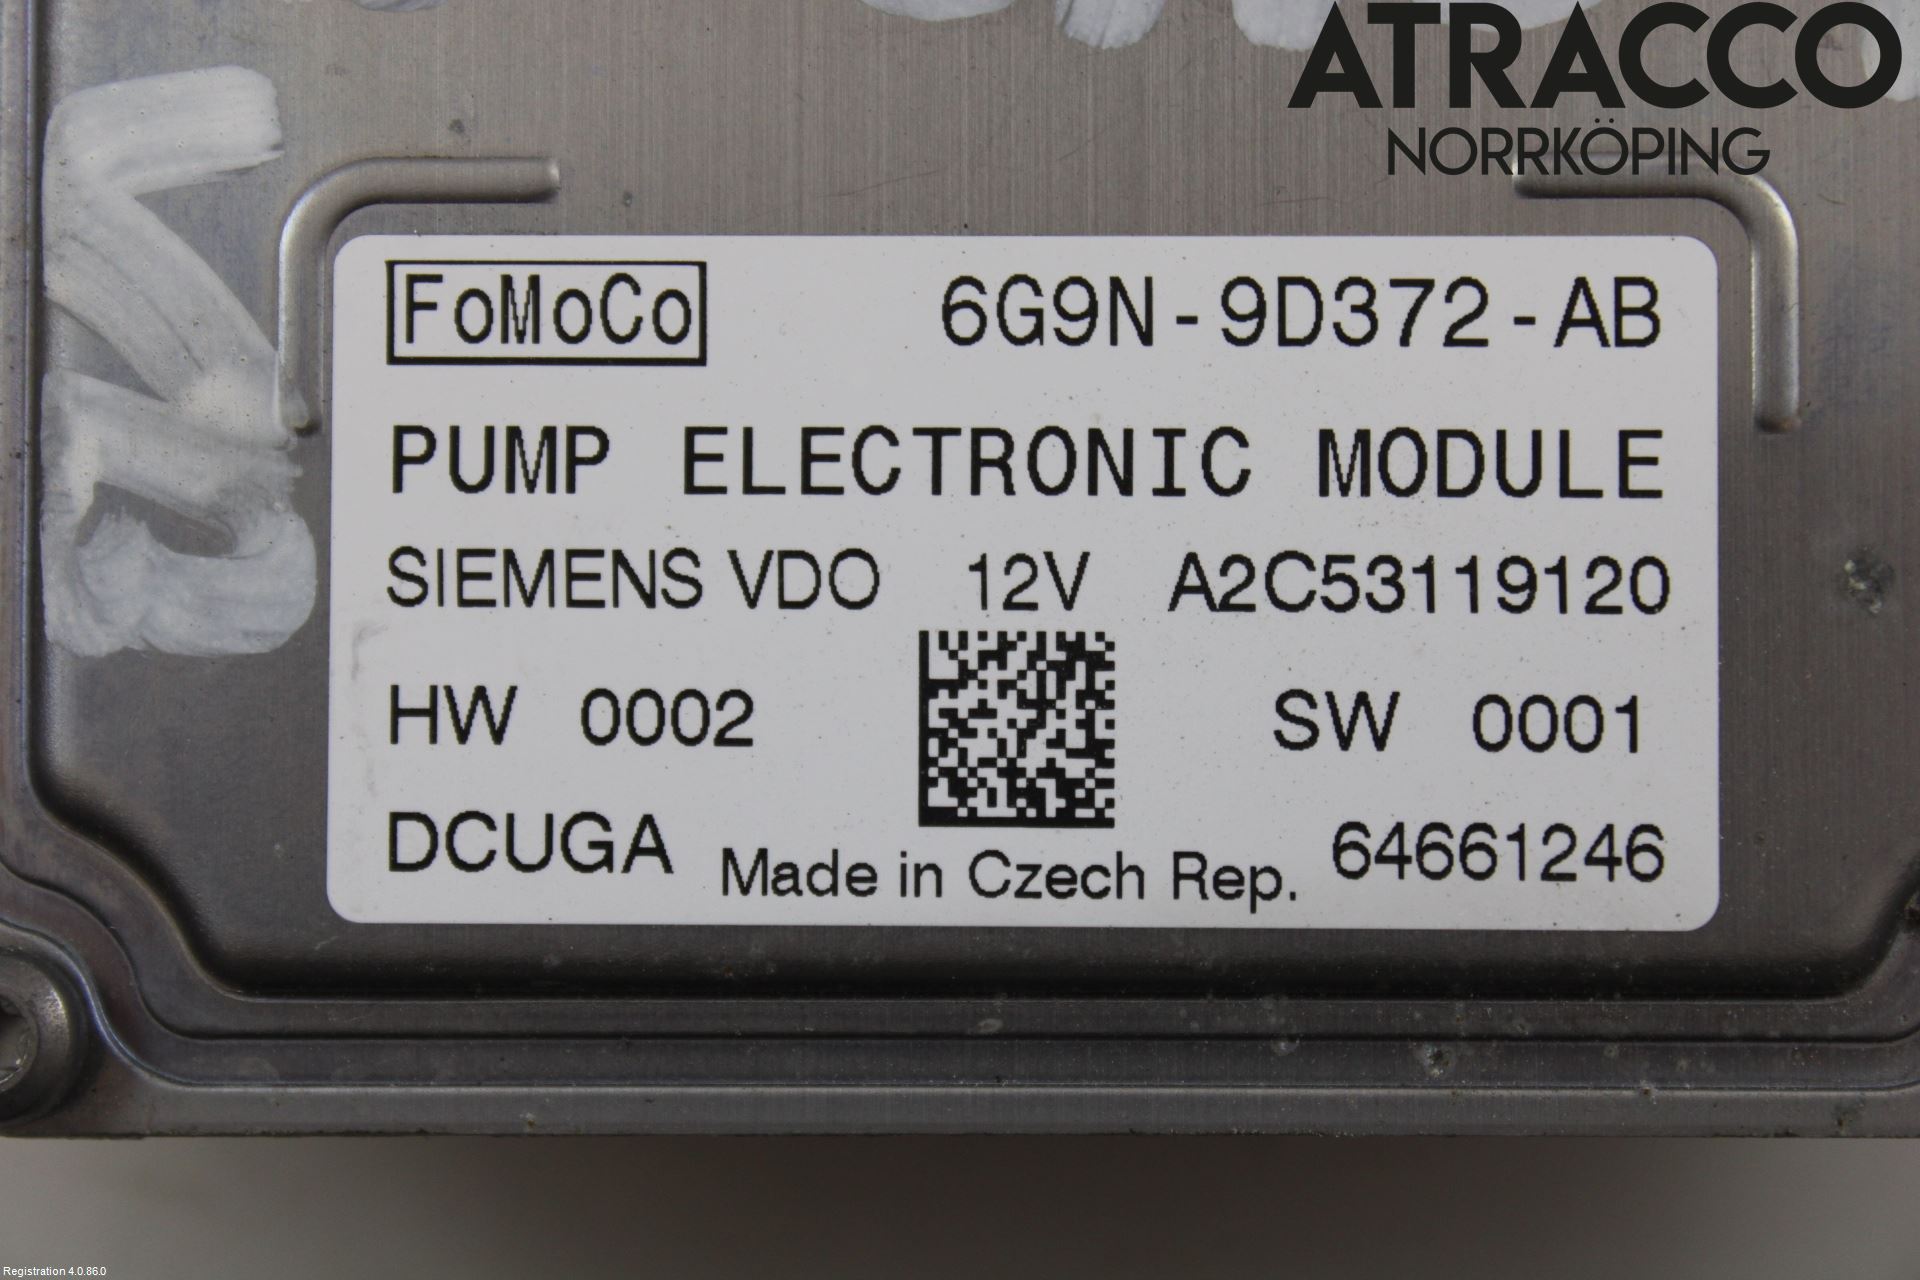 ATRACCO
NORRKÖPING
FoMoCo 6G9N-9D372-AB
PUMP ELECTRONIC MODULE
SIEMENS VDO 12V A2C53119120
HW 0002 SW 0001
DCUGA Made in Czech Rep. 64661246
Registration 4.0.86.0